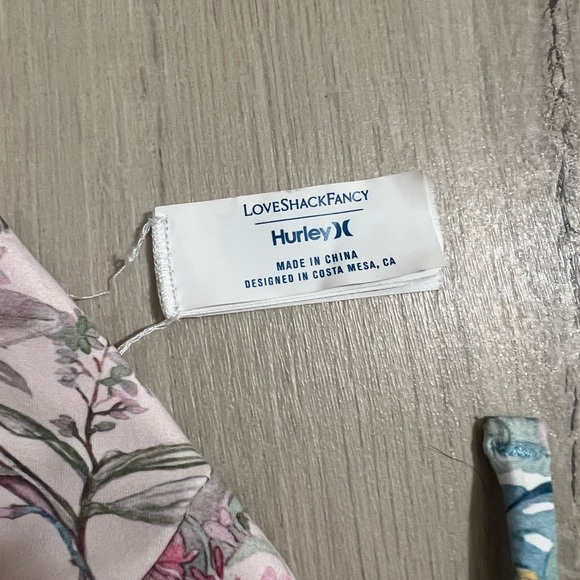 LOVESHACKFANCY
Hurley
MADE IN CHINA
DESIGNED IN COSTA MESA, CA